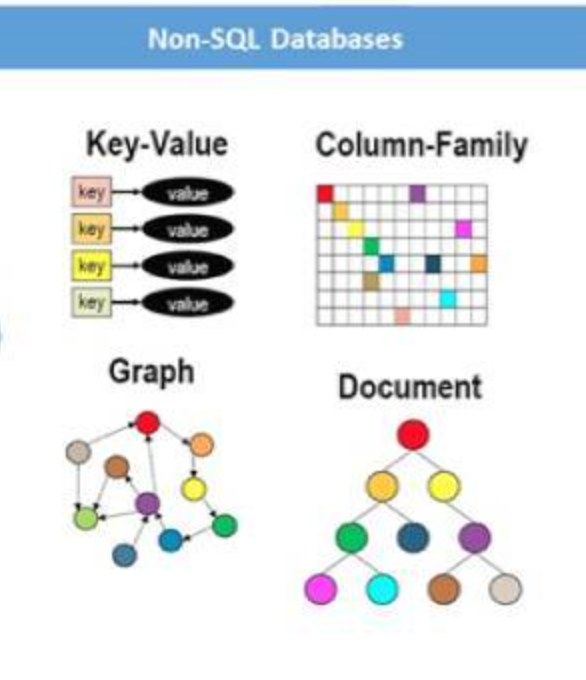 Non-SQL Databases
Key-Value
key value
key value
key value
key value
Column-Family
Graph
Document